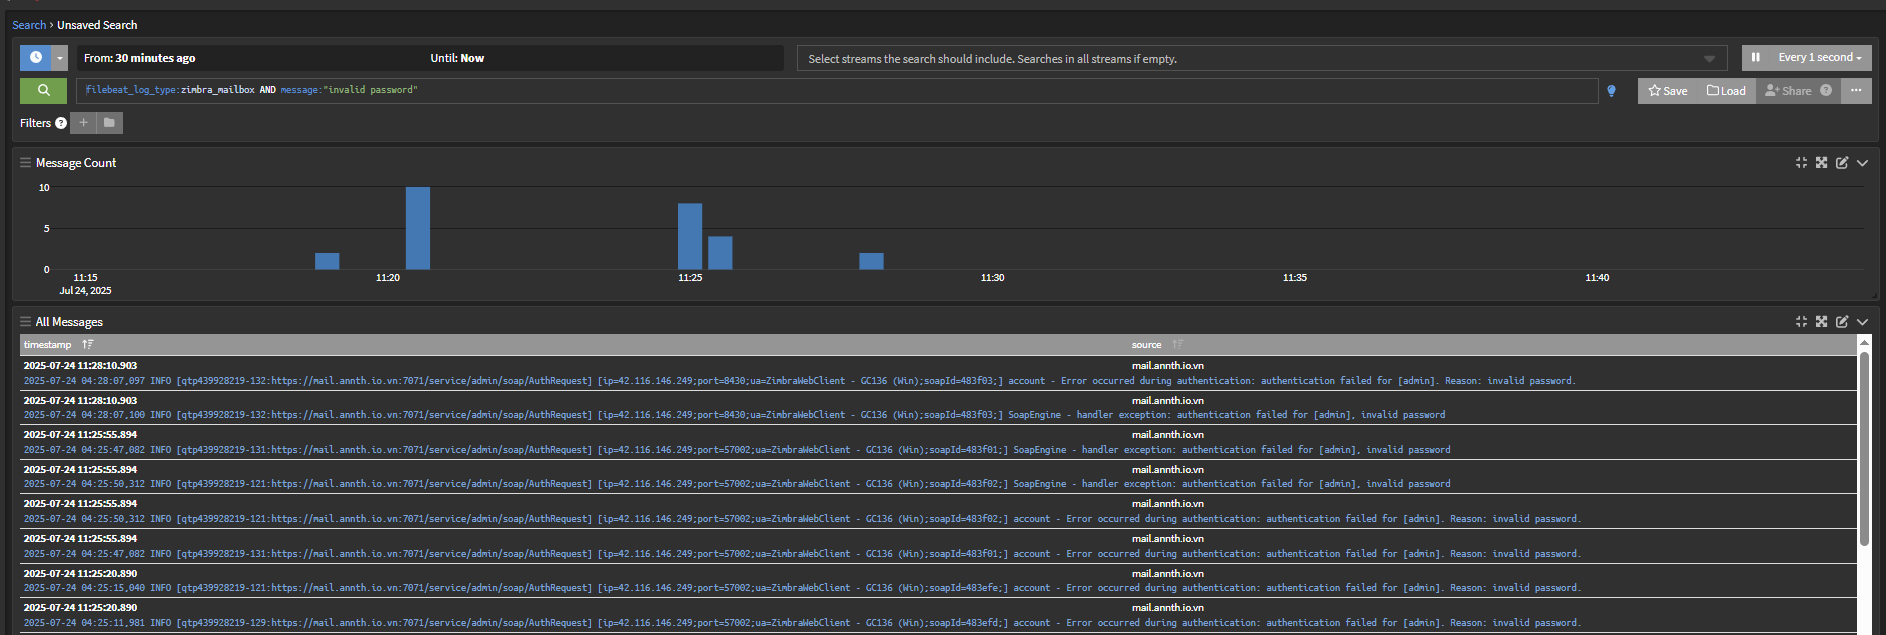 Search › Unsaved Search
From: 30 minutes ago Until: Now Select streams the search should include. Searches in all streams if empty. Every 1 second
filebeat_log_type:zimbra_mailbox AND message:"invalid password" Save Load Share ? ...
Filters ? +
Message Count
10
5
0
11:15 11:20 11:25 11:30 11:35 11:40
Jul 24, 2025
All Messages
timestamp source
2025-07-24 11:28:10.903 mail.annth.io.vn
2025-07-24 04:28:07,097 INFO [qtp439928219-132:https://mail.annth.io.vn:7071/service/admin/soap/AuthRequest] [ip=42.116.146.249;port=8430;ua=ZimbraWebClient - GC136 (Win);soapId=483f03;] account - Error occurred during authentication: authentication failed for [admin]. Reason: invalid password.
2025-07-24 11:28:10.903 mail.annth.io.vn
2025-07-24 04:28:07,100 INFO [qtp439928219-132:https://mail.annth.io.vn:7071/service/admin/soap/AuthRequest] [ip=42.116.146.249;port=8430;ua=ZimbraWebClient - GC136 (Win);soapId=483f03;] SoapEngine - handler exception: authentication failed for [admin], invalid password
2025-07-24 11:25:55.894 mail.annth.io.vn
2025-07-24 04:25:47,082 INFO [qtp439928219-131:https://mail.annth.io.vn:7071/service/admin/soap/AuthRequest] [ip=42.116.146.249;port=57002;ua=ZimbraWebClient - GC136 (Win);soapId=483f01;] SoapEngine - handler exception: authentication failed for [admin], invalid password
2025-07-24 11:25:55.894 mail.annth.io.vn
2025-07-24 04:25:50,312 INFO [qtp439928219-121:https://mail.annth.io.vn:7071/service/admin/soap/AuthRequest] [ip=42.116.146.249;port=57002;ua=ZimbraWebClient - GC136 (Win);soapId=483f02;] SoapEngine - handler exception: authentication failed for [admin], invalid password
2025-07-24 11:25:55.894 mail.annth.io.vn
2025-07-24 04:25:50,312 INFO [qtp439928219-121:https://mail.annth.io.vn:7071/service/admin/soap/AuthRequest] [ip=42.116.146.249;port=57002;ua=ZimbraWebClient - GC136 (Win);soapId=483f02;] account - Error occurred during authentication: authentication failed for [admin]. Reason: invalid password.
2025-07-24 11:25:55.894 mail.annth.io.vn
2025-07-24 04:25:47,082 INFO [qtp439928219-131:https://mail.annth.io.vn:7071/service/admin/soap/AuthRequest] [ip=42.116.146.249;port=57002;ua=ZimbraWebClient - GC136 (Win);soapId=483f01;] account - Error occurred during authentication: authentication failed for [admin]. Reason: invalid password.
2025-07-24 11:25:20.890 mail.annth.io.vn
2025-07-24 04:25:15,040 INFO [qtp439928219-121:https://mail.annth.io.vn:7071/service/admin/soap/AuthRequest] [ip=42.116.146.249;port=57002;ua=ZimbraWebClient - GC136 (Win);soapId=483efe;] account - Error occurred during authentication: authentication failed for [admin]. Reason: invalid password.
2025-07-24 11:25:20.890 mail.annth.io.vn
2025-07-24 04:25:11,981 INFO [qtp439928219-129:https://mail.annth.io.vn:7071/service/admin/soap/AuthRequest] [ip=42.116.146.249;port=57002;ua=ZimbraWebClient - GC136 (Win);soapId=483efd;] account - Error occurred during authentication: authentication failed for [admin]. Reason: invalid password.